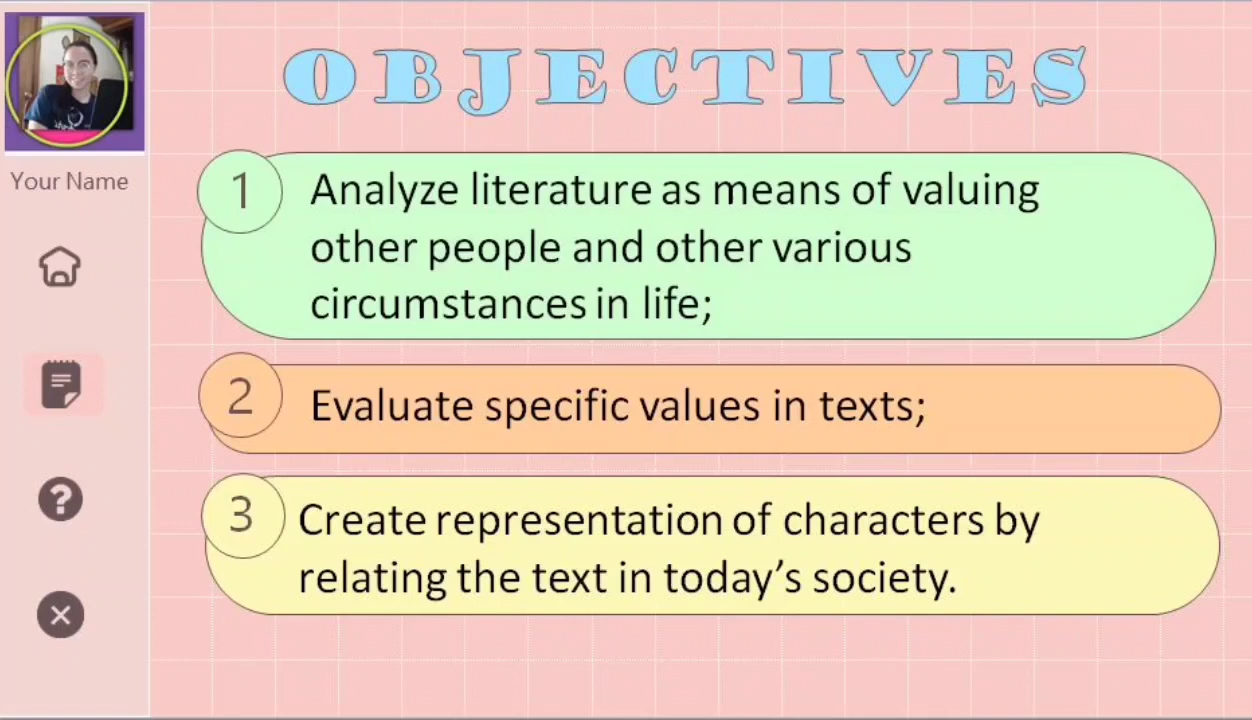 OBJECTIVES
Your Name
1
Analyze literature as means of valuing
other people and other various
circumstances in life;
2
Evaluate specific values in texts;
3
Create representation of characters by
relating the text in today's society.